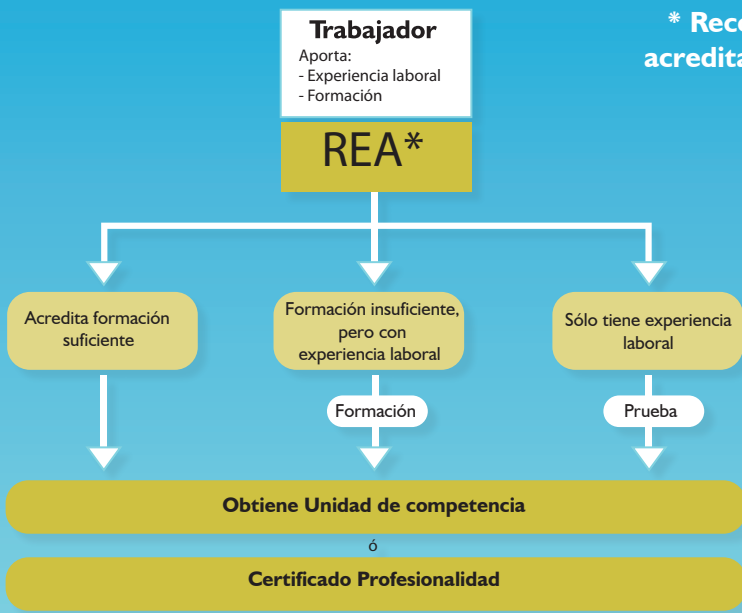 Trabajador
Aporta:
- Experiencia laboral
- Formación
REA*
Acredita formación
suficiente
Formación insuficiente,
pero con
experiencia laboral
Sólo tiene experiencia
laboral
Formación
Prueba
Obtiene Unidad de competencia
ó
Certificado Profesionalidad